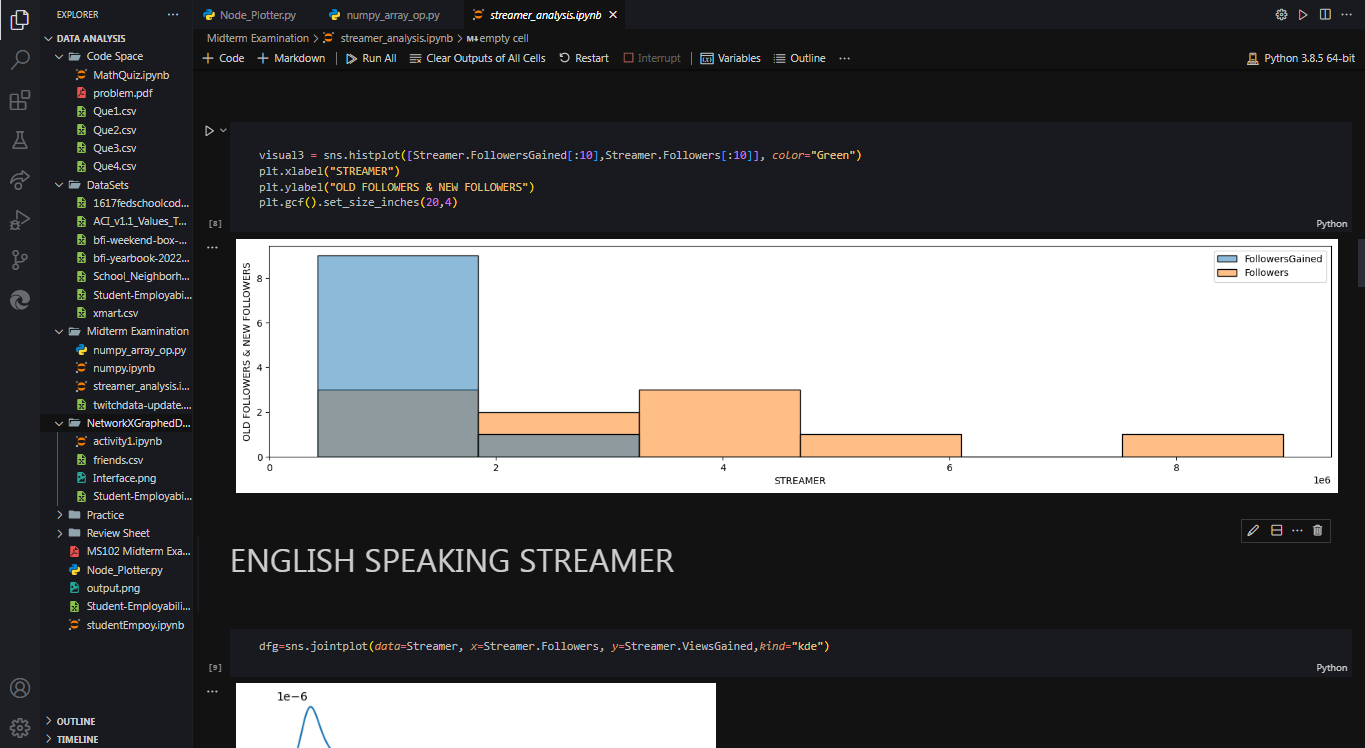 EXPLORER
DATA ANALYSIS
Code Space
MathQuiz.ipynb
problem.pdf
Que1.csv
Que2.csv
Que3.csv
Que4.csv
DataSets
1617fedschoolcod...
ACI_v1.1_Values_T...
bfi-weekend-box-...
bfi-yearbook-2022...
School_Neighborh...
Student-Employabi...
xmart.csv
Midterm Examination
numpy_array_op.py
numpy.ipynb
streamer_analysis.i...
twitchdata-update....
NetworkXGraphedD...
activity1.ipynb
friends.csv
Interface.png
Student-Employabi...
Practice
Review Sheet
MS102 Midterm Exa...
Node_Plotter.py
output.png
Student-Employabili...
studentEmpoy.ipynb
OUTLINE
TIMELINE
Node_Plotter.py
numpy_array_op.py
streamer_analysis.ipynb
Midterm Examination > streamer_analysis.ipynb > M↓empty cell
+ Code + Markdown Run All Clear Outputs of All Cells Restart Interrupt Variables Outline ...
Python 3.8.5 64-bit
visual3 = sns.histplot([Streamer.FollowersGained[:10],Streamer.Followers[:10]], color="Green")
plt.xlabel("STREAMER")
plt.ylabel("OLD FOLLOWERS & NEW FOLLOWERS")
plt.gcf().set_size_inches(20,4)
[8]
Python
OLD FOLLOWERS & NEW FOLLOWERS
8
6
4
2
0
FollowersGained
Followers
0 2 4 6 8
STREAMER
1e6
ENGLISH SPEAKING STREAMER
dfg=sns.jointplot(data=Streamer, x=Streamer.Followers, y=Streamer.ViewsGained,kind="kde")
[9]
Python
1e−6